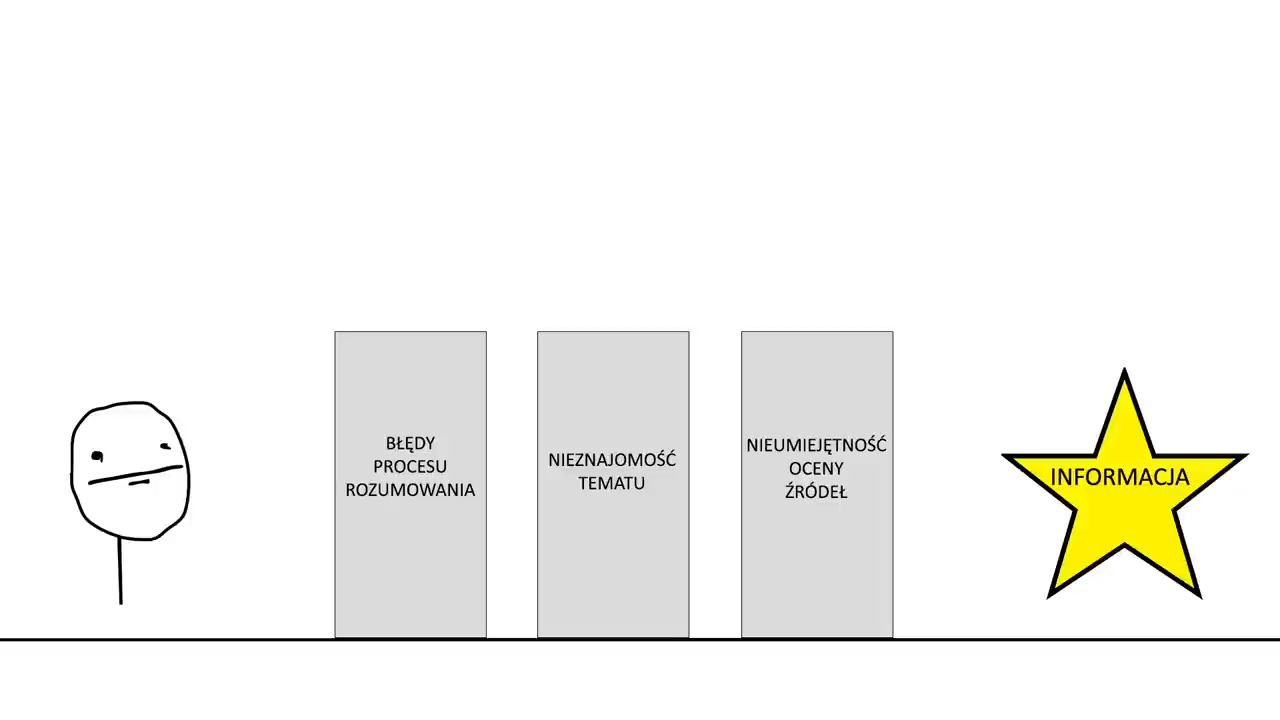 BŁĘDY
PROCESU
ROZUMOWANIA
NIEZNAJOMOŚĆ
TEMATU
NIEUMIEJĘTNOŚĆ
OCENY
ŹRÓDEŁ
INFORMACJA